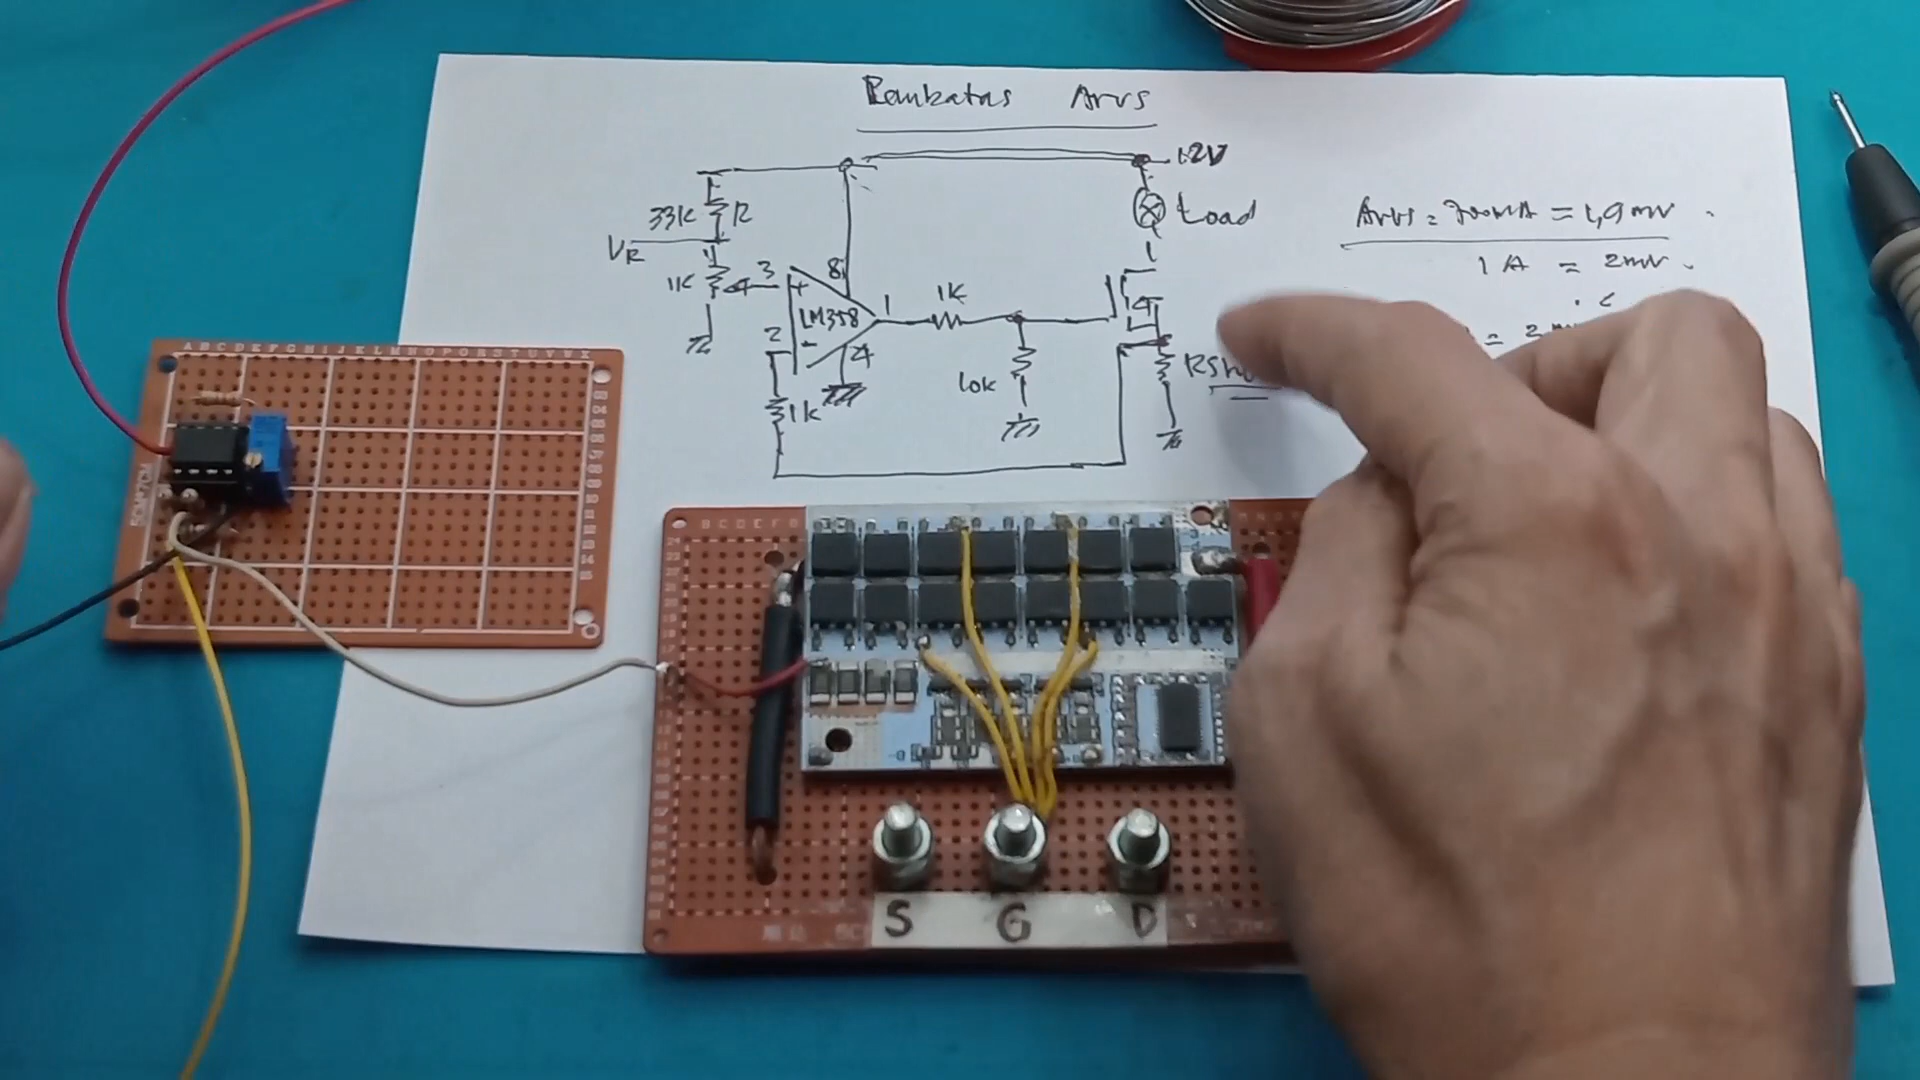 Pembatas Arus
12V
33K R
Load
VR
Arus = 700mA = 1,9mV
1K
3
8
1A = 2mV
+
LM358
1
1K
2
-
4
10K
RSh
1K
S G D